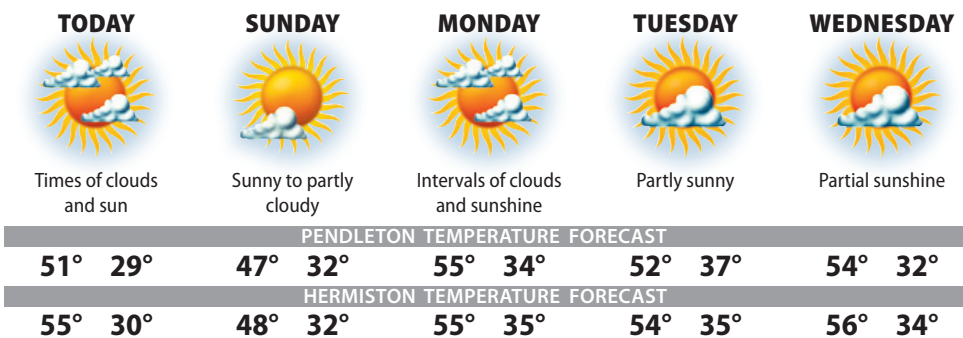 TODAY SUNDAY MONDAY TUESDAY WEDNESDAY
Times of clouds
and sun
Sunny to partly
cloudy
Intervals of clouds
and sunshine
Partly sunny
Partial sunshine
PENDLETON TEMPERATURE FORECAST
51° 29° 47° 32° 55° 34° 52° 37° 54° 32°
HERMISTON TEMPERATURE FORECAST
55° 30° 48° 32° 55° 35° 54° 35° 56° 34°